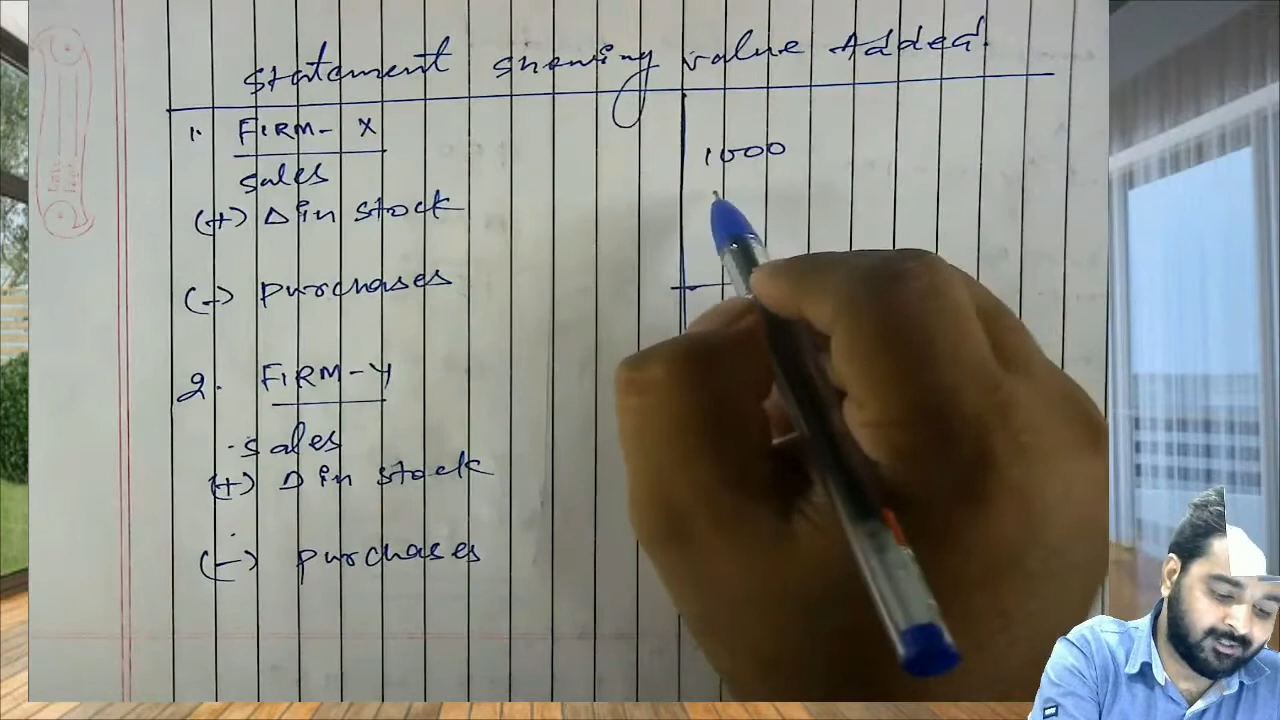 Statement showing value Added.
1. FIRM- X
1000
sales
(+) Δ in stock
(-) purchases
2. FIRM-Y
sales
(+) Δ in stock
(-) purchases